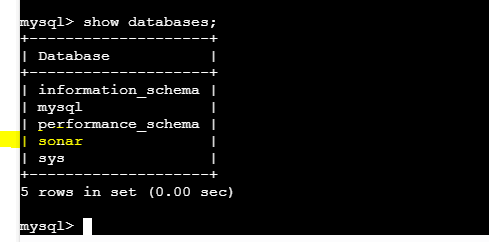 mysql> show databases;
+--------------------+
| Database           |
+--------------------+
| information_schema |
| mysql              |
| performance_schema |
| sonar              |
| sys                |
+--------------------+
5 rows in set (0.00 sec)
mysql>